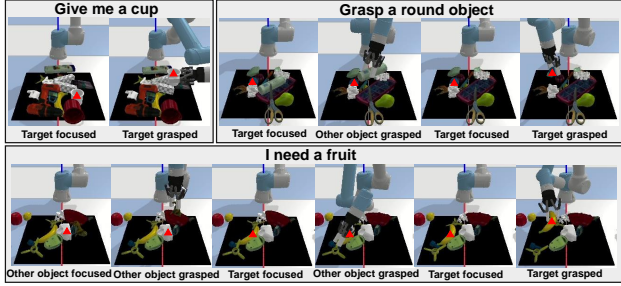 Give me a cup
Target focused
Target grasped
Grasp a round object
Target focused
Other object grasped
Target focused
Target grasped
I need a fruit
Other object focused
Other object grasped
Target focused
Other object grasped
Target focused
Target grasped